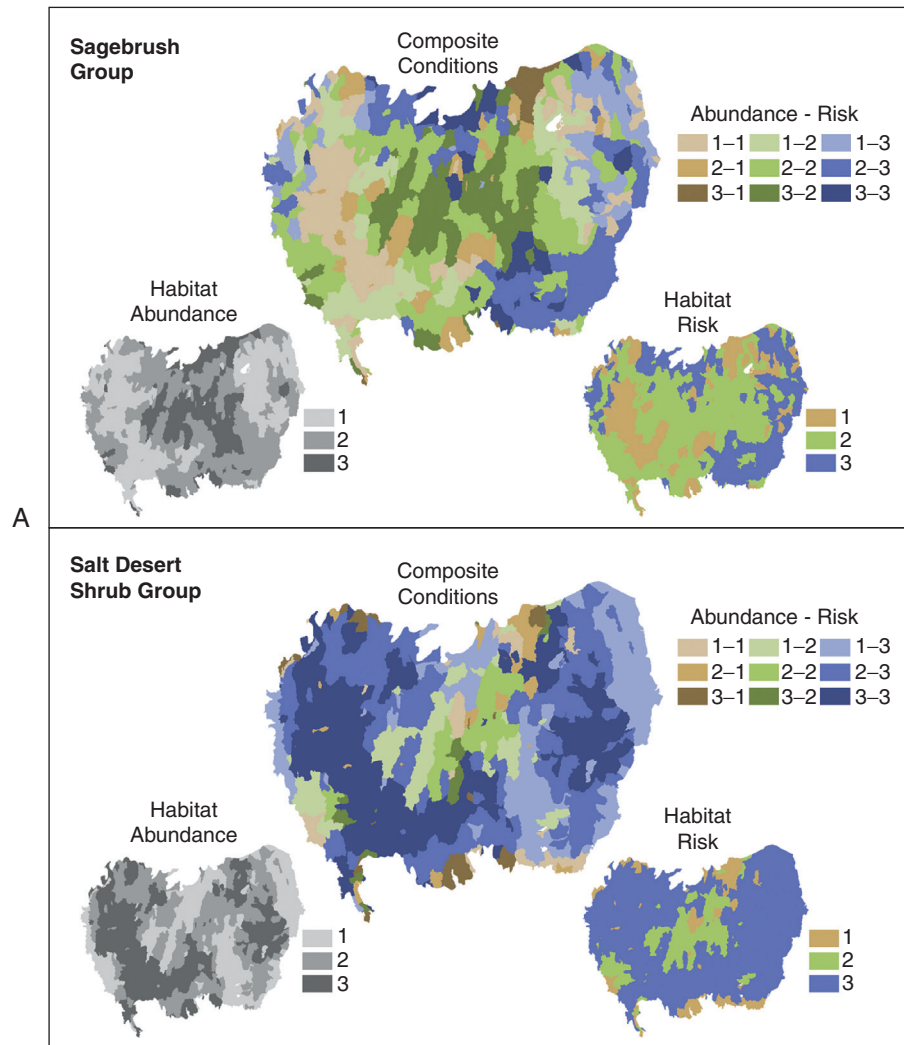 Sagebrush
Group
Composite
Conditions
Abundance - Risk
1–1 1–2 1–3
2–1 2–2 2–3
3–1 3–2 3–3
Habitat
Abundance
1
2
3
Habitat
Risk
1
2
3
A
Salt Desert
Shrub Group
Composite
Conditions
Abundance - Risk
1–1 1–2 1–3
2–1 2–2 2–3
3–1 3–2 3–3
Habitat
Abundance
1
2
3
Habitat
Risk
1
2
3